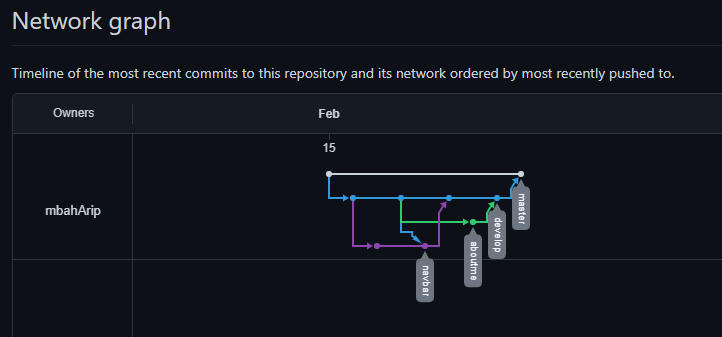 Network graph
Timeline of the most recent commits to this repository and its network ordered by most recently pushed to.
Owners
Feb
15
mbahArip
master
develop
aboutme
navbar